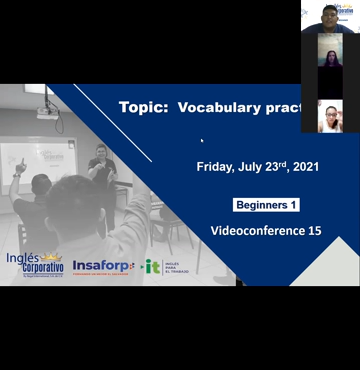 Topic: Vocabulary pract
Friday, July 23rd, 2021
Beginners 1
Videoconference 15
Inglés
Corporativo
Insaforp
it
INGLÉS
PARA
EL TRABAJO